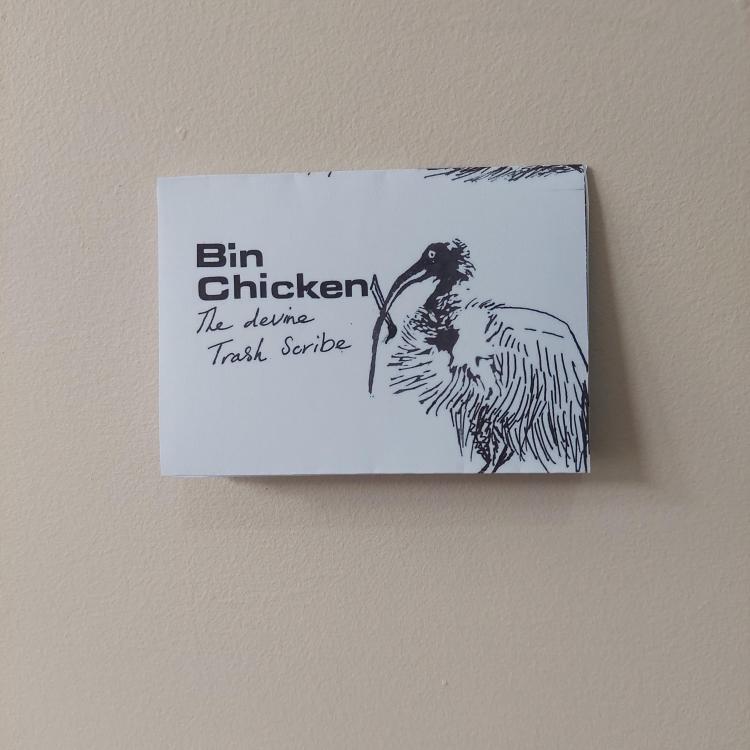 Bin
Chicken
The devine
Trash Scribe